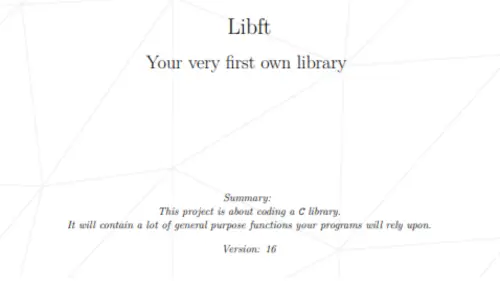 Libft
Your very first own library
Summary:
This project is about coding a C library.
It will contain a lot of general purpose functions your programs will rely upon.
Version: 16